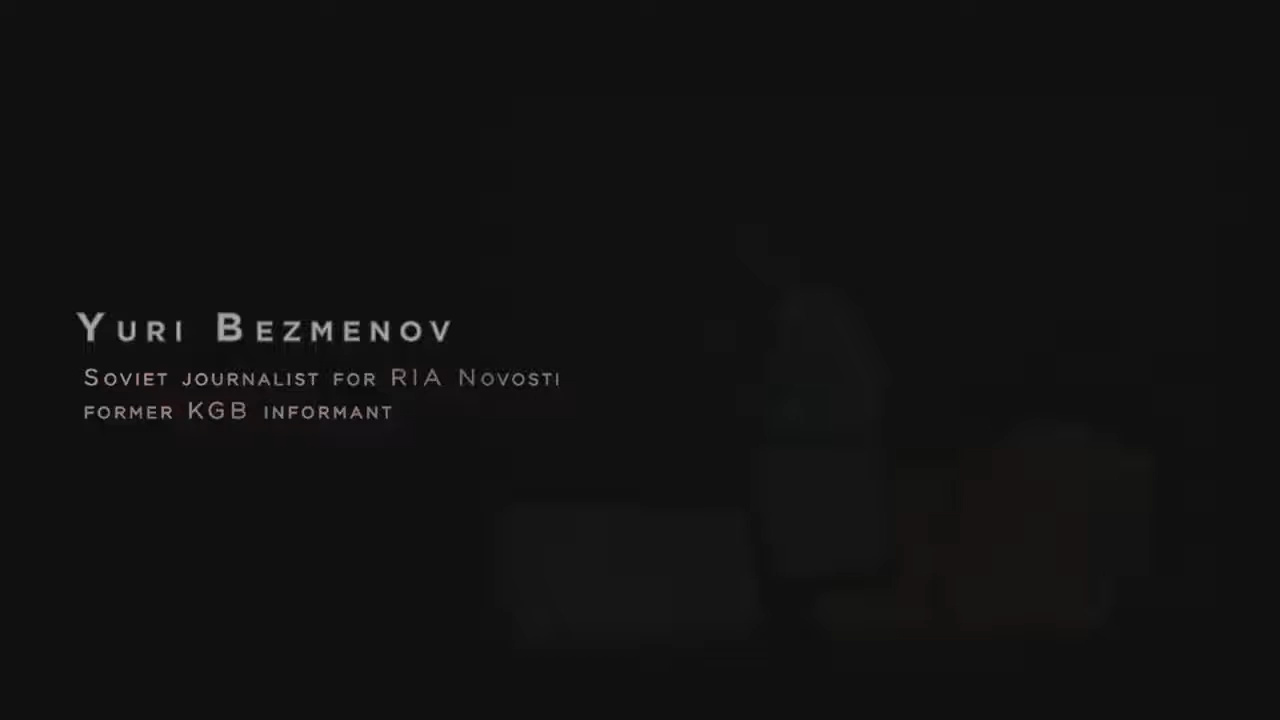 Yuri Bezmenov
Soviet journalist for RIA Novosti
former KGB informant